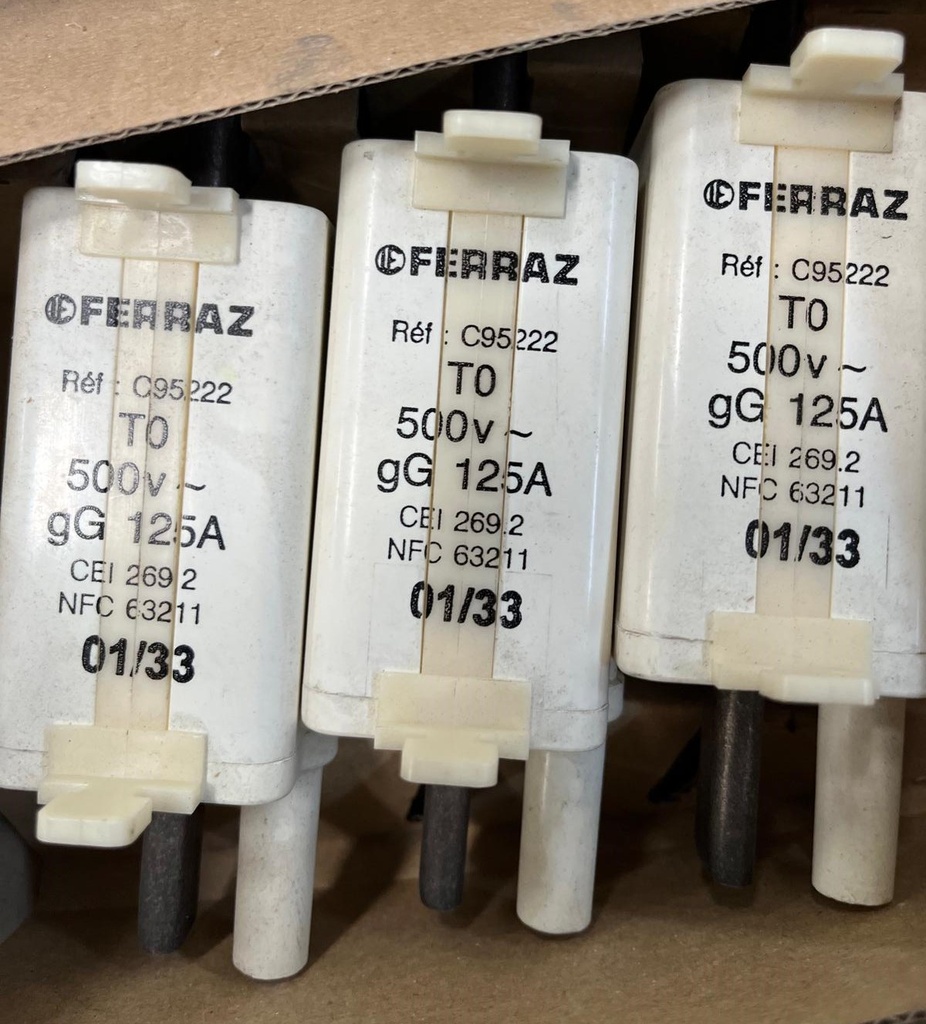 FERRAZ
Réf : C95222
T0
500v ~
gG 125A
CEI 269.2
NFC 63211
01/33
FERRAZ
Réf : C95222
T0
500v ~
gG 125A
CEI 269.2
NFC 63211
01/33
FERRAZ
Réf : C95222
T0
500v ~
gG 125A
CEI 269.2
NFC 63211
01/33